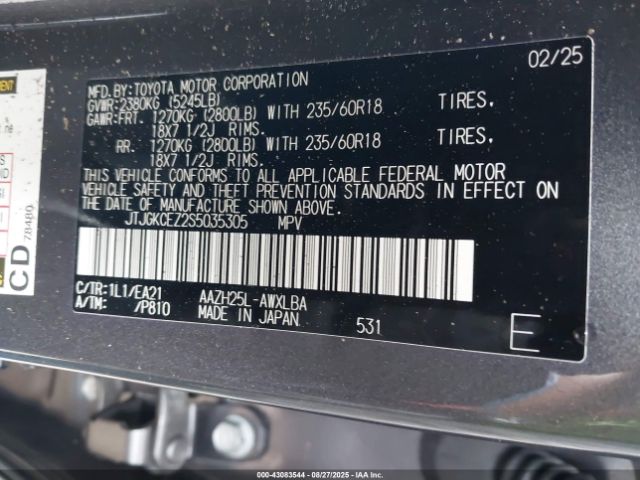 02/25
MFD.BY:TOYOTA MOTOR CORPORATION
GVWR:2380KG (5245LB)
GAWR:FRT. 1270KG (2800LB) WITH 235/60R18 TIRES.
18X7 1/2J RIMS.
RR. 1270KG (2800LB) WITH 235/60R18 TIRES.
18X7 1/2J RIMS.
THIS VEHICLE CONFORMS TO ALL APPLICABLE FEDERAL MOTOR
VEHICLE SAFETY AND THEFT PREVENTION STANDARDS IN EFFECT ON
THE DATE OF MANUFACTURE SHOWN ABOVE.
JTJGKCEZ2S5035305 MPV
C/TR:1L1/EA21 AAZH25L-AWXLBA
A/TM: /P810 MADE IN JAPAN 531 E
CD 78480
000-43083544 - 08/27/2025 - IAAI.COM